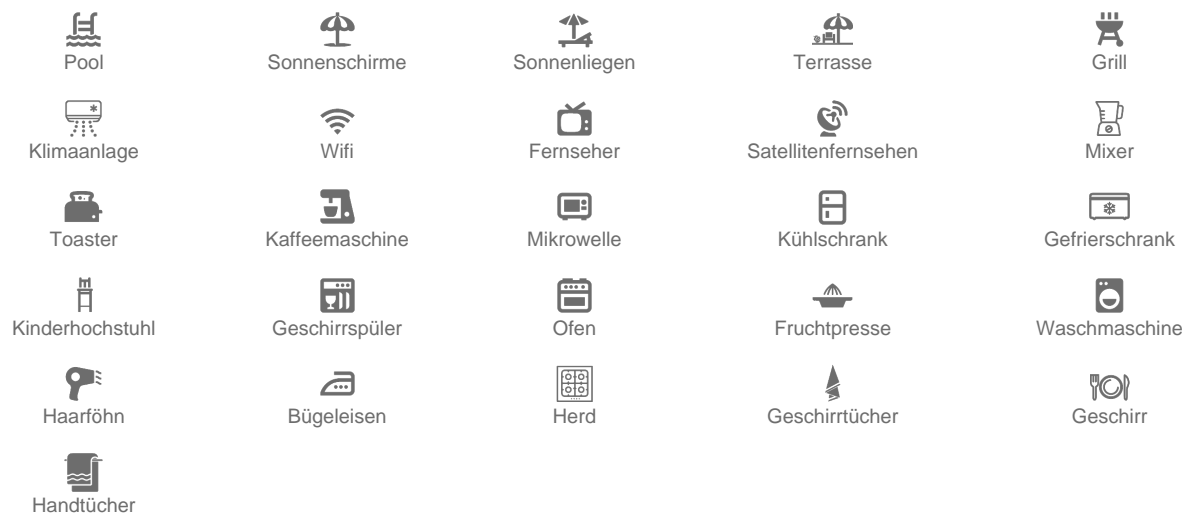 Pool
Sonnenschirme
Sonnenliegen
Terrasse
Grill
Klimaanlage
Wifi
Fernseher
Satellitenfernsehen
Mixer
Toaster
Kaffeemaschine
Mikrowelle
Kühlschrank
Gefrierschrank
Kinderhochstuhl
Geschirrspüler
Ofen
Fruchtpresse
Waschmaschine
Haarföhn
Bügeleisen
Herd
Geschirrtücher
Geschirr
Handtücher